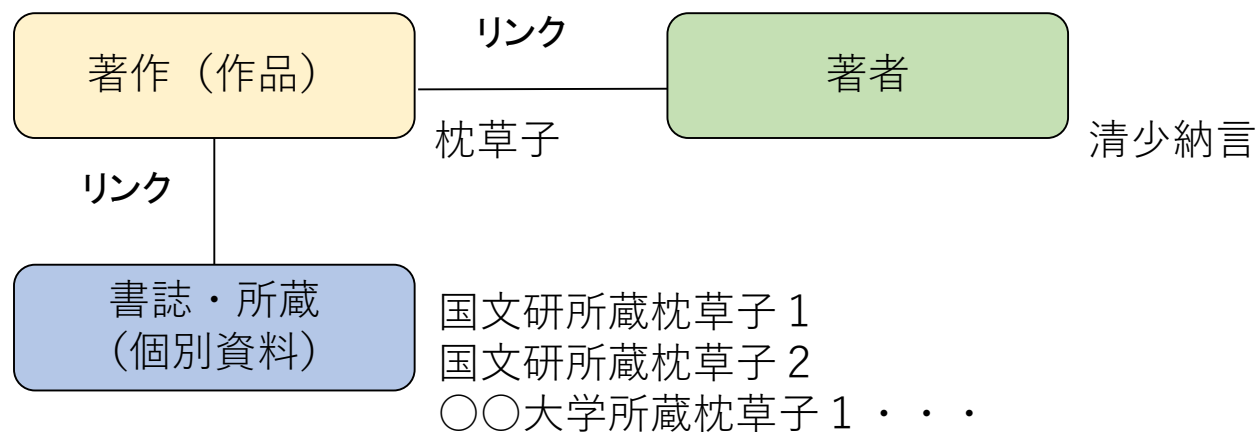 リンク
著作（作品）
著者
枕草子
清少納言
リンク
書誌・所蔵
（個別資料）
国文研所蔵枕草子１
国文研所蔵枕草子２
○○大学所蔵枕草子１・・・